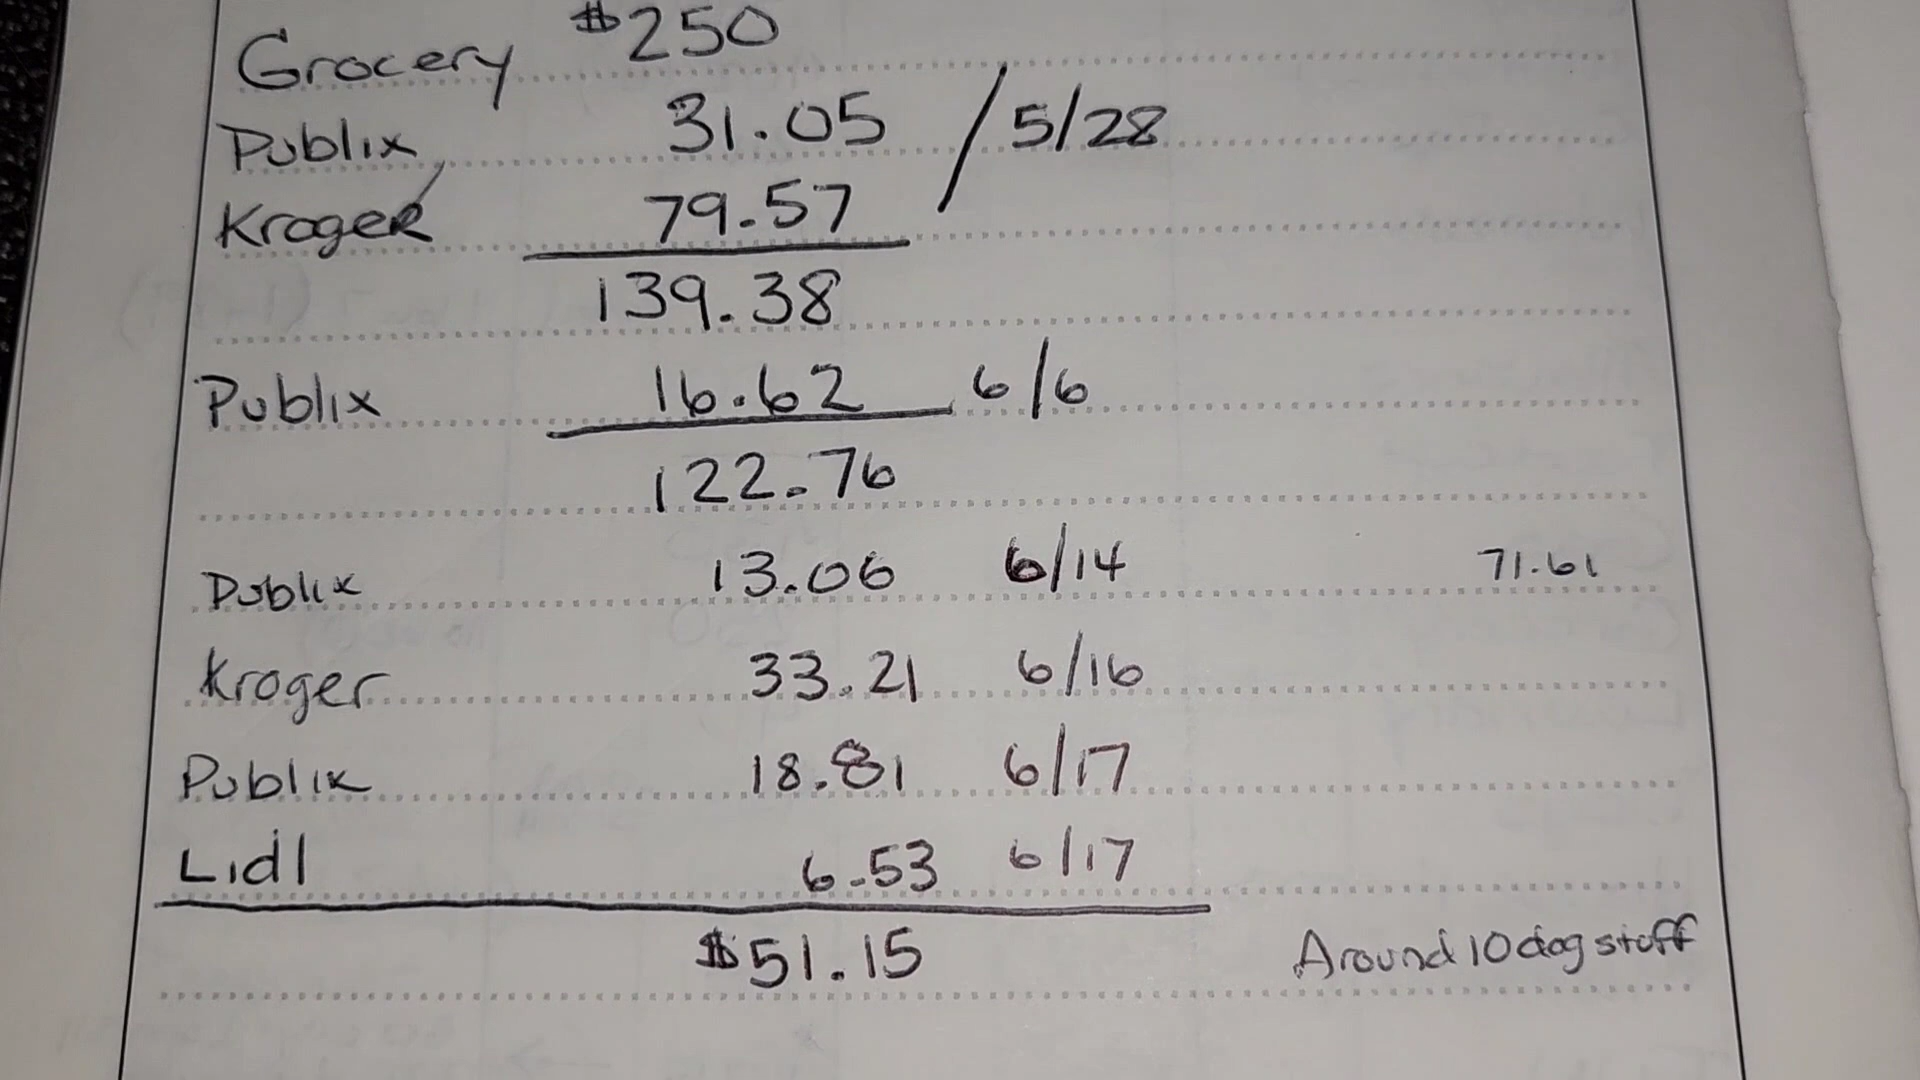 Grocery $250
Publix 31.05 / 5/28
Kroger 79.57
139.38
Publix 16.62 6/6
122.76
Publix 13.06 6/14 71.61
Kroger 33.21 6/16
Publix 18.81 6/17
Lidl 6.53 6/17
$51.15 Around 10 dog stuff